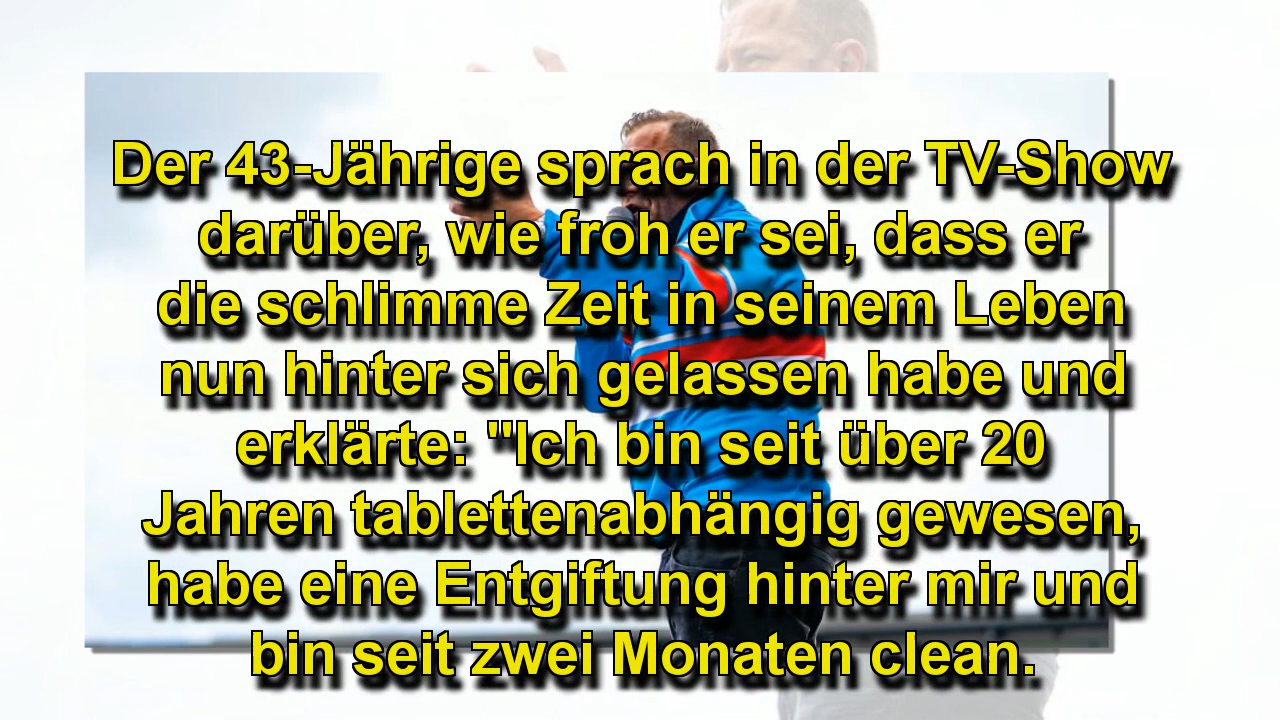 Der 43-Jährige sprach in der TV-Show
darüber, wie froh er sei, dass er
die schlimme Zeit in seinem Leben
nun hinter sich gelassen habe und
erklärte: "Ich bin seit über 20
Jahren tablettenabhängig gewesen,
habe eine Entgiftung hinter mir und
bin seit zwei Monaten clean.